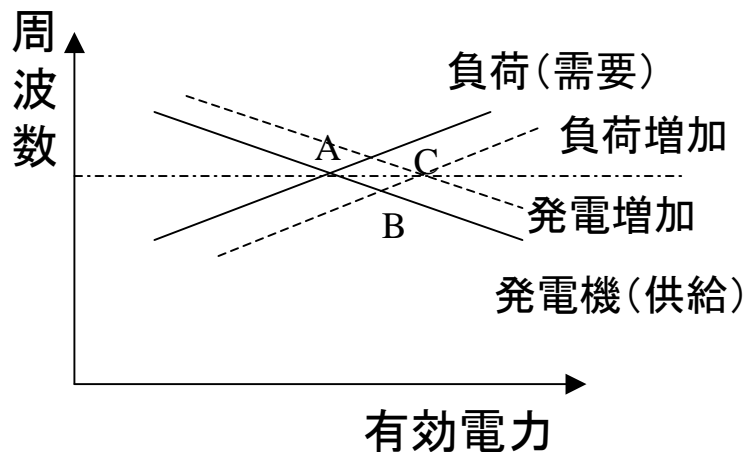 周波数
負荷(需要)
負荷増加
A
C
発電増加
B
発電機(供給)
有効電力